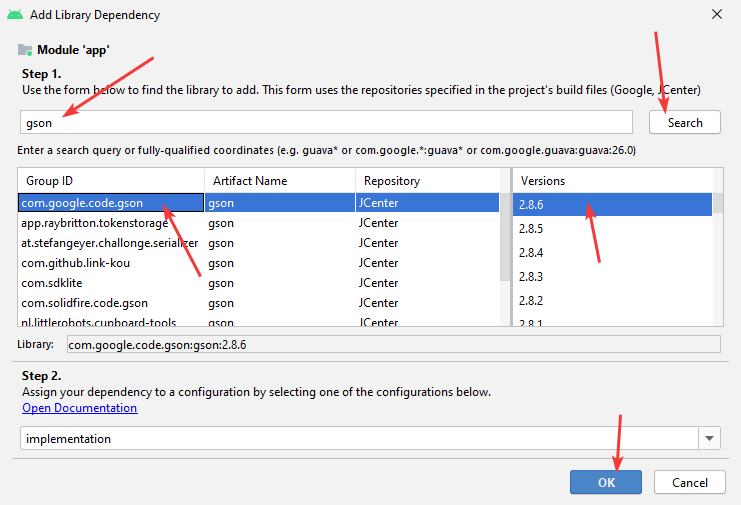 Add Library Dependency
Module 'app'
Step 1.
Use the form below to find the library to add. This form uses the repositories specified in the project's build files (Google, JCenter)
gson
Search
Enter a search query or fully-qualified coordinates (e.g. guava* or com.google.*:guava* or com.google.guava:guava:26.0)
Group ID Artifact Name Repository Versions
com.google.code.gson gson JCenter 2.8.6
app.raybritton.tokenstorage gson JCenter 2.8.5
at.stefangeyer.challonge.serializer gson JCenter 2.8.4
com.github.link-kou gson JCenter 2.8.3
com.sdklite gson JCenter 2.8.2
com.solidfire.code.gson gson JCenter 2.8.1
nl.littlerobots.cupboard-tools gson JCenter
Library: com.google.code.gson:gson:2.8.6
Step 2.
Assign your dependency to a configuration by selecting one of the configurations below.
Open Documentation
implementation
OK Cancel